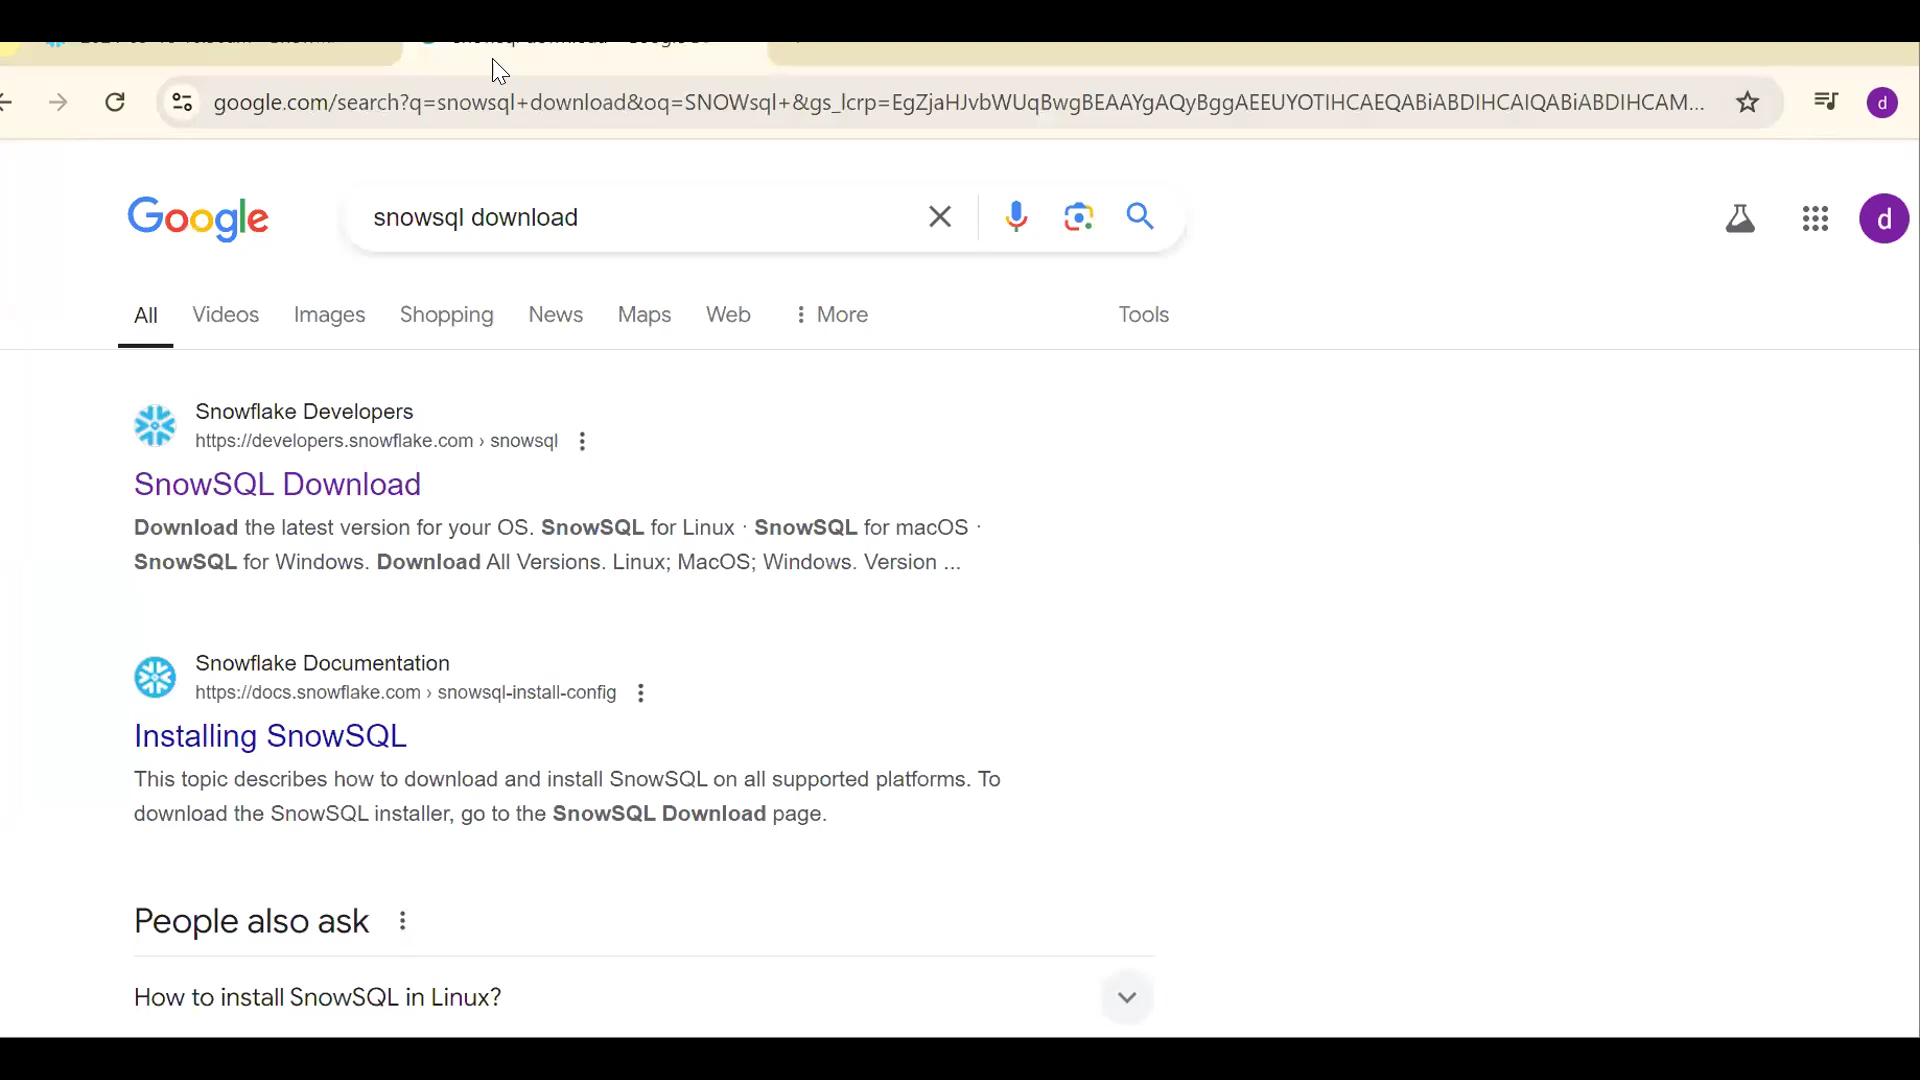 google.com/search?q=snowsql+download&oq=SNOWsql+&gs_lcrp=EgZjaHJvbWUqBwgBEAAYgAQyBggAEEUYOTIHCAEQABiABDIHCAIQABiABDIHCAM...
d
Google
snowsql download
d
All Videos Images Shopping News Maps Web More Tools
Snowflake Developers
https://developers.snowflake.com › snowsql
SnowSQL Download
Download the latest version for your OS. SnowSQL for Linux · SnowSQL for macOS ·
SnowSQL for Windows. Download All Versions. Linux; MacOS; Windows. Version ...
Snowflake Documentation
https://docs.snowflake.com › snowsql-install-config
Installing SnowSQL
This topic describes how to download and install SnowSQL on all supported platforms. To
download the SnowSQL installer, go to the SnowSQL Download page.
People also ask
How to install SnowSQL in Linux?